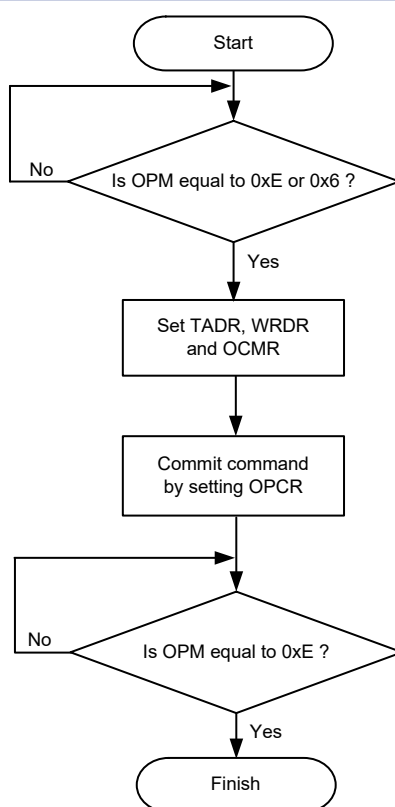 Start
No
Is OPM equal to 0xE or 0x6 ?
Yes
Set TADR, WRDR
and OCMR
Commit command
by setting OPCR
No
Is OPM equal to 0xE ?
Yes
Finish